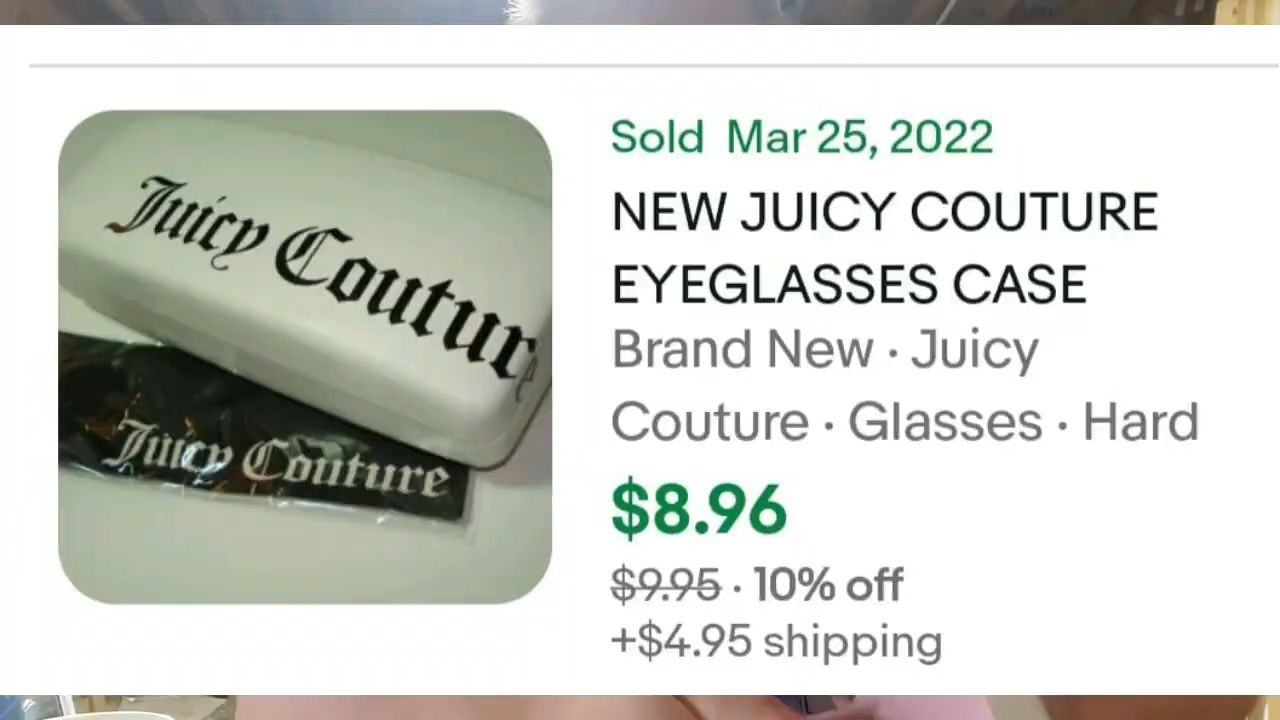 Juicy Coutur
Juicy Couture
Sold Mar 25, 2022
NEW JUICY COUTURE
EYEGLASSES CASE
Brand New · Juicy
Couture · Glasses · Hard
$8.96
$9.95 · 10% off
+$4.95 shipping